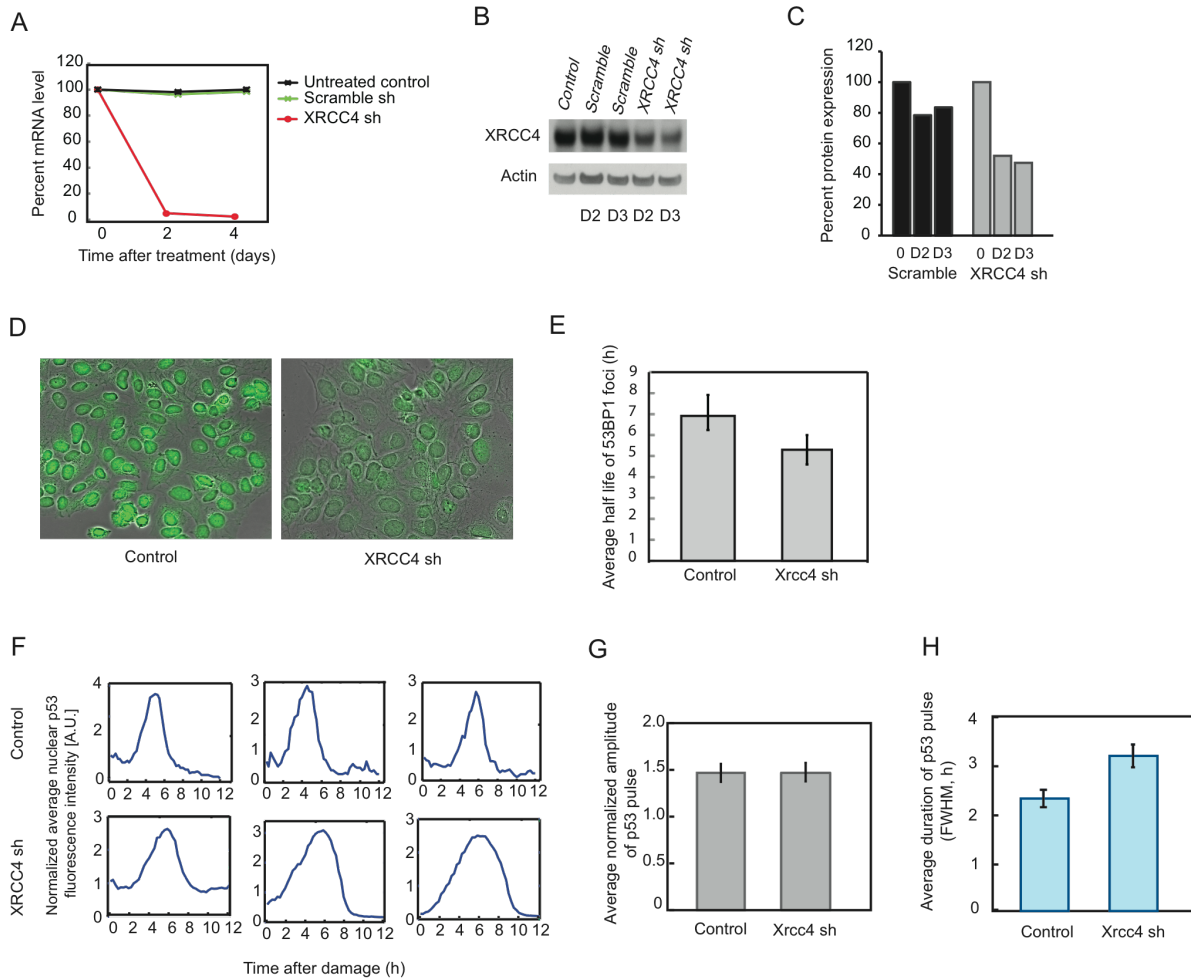 A
Percent mRNA level
120
100
80
60
40
20
0
0 2 4
Time after treatment (days)
Untreated control
Scramble sh
XRCC4 sh
B
Control
Scramble
Scramble
XRCC4 sh
XRCC4 sh
XRCC4
Actin
D2 D3 D2 D3
C
Percent protein expression
120
100
80
60
40
20
0
0 D2 D3 0 D2 D3
Scramble XRCC4 sh
D
Control XRCC4 sh
E
Average half life of 53BP1 foci (h)
9
8
7
6
5
4
3
2
1
0
Control Xrcc4 sh
F
Control
XRCC4 sh
Normalized average nuclear p53
fluorescence intensity [A.U.]
4
3
2
1
0
0 2 4 6 8 10 12
3
2
1
0
0 2 4 6 8 10 12
3
2
1
0
0 2 4 6 8 10 12
3
2
1
0
0 2 4 6 8 10 12
3
2
1
0
0 2 4 6 8 10 12
3
2
1
0
0 2 4 6 8 10 12
Time after damage (h)
G
Average normalized amplitude
of p53 pulse
2.0
1.5
1.0
0.5
0
Control Xrcc4 sh
H
Average duration of p53 pulse
(FWHM, h)
4
3
2
1
0
Control Xrcc4 sh